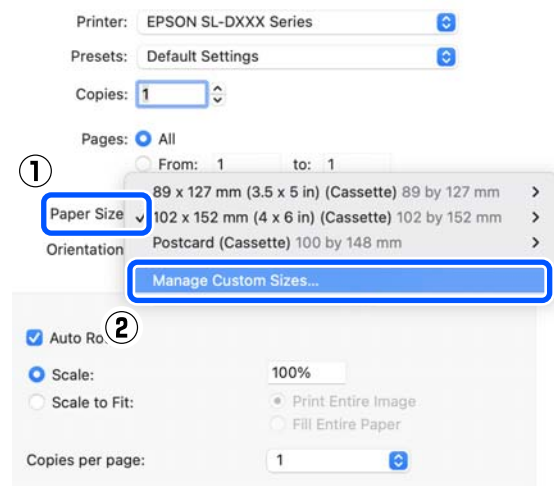 Printer: EPSON SL-DXXX Series
Presets: Default Settings
Copies: 1
Pages: All
From: 1 to: 1
①
89 x 127 mm (3.5 x 5 in) (Cassette) 89 by 127 mm
Paper Size ✓ 102 x 152 mm (4 x 6 in) (Cassette) 102 by 152 mm
Orientation Postcard (Cassette) 100 by 148 mm
Manage Custom Sizes...
②
Auto Ro
Scale: 100%
Scale to Fit: Print Entire Image
Fill Entire Paper
Copies per page: 1